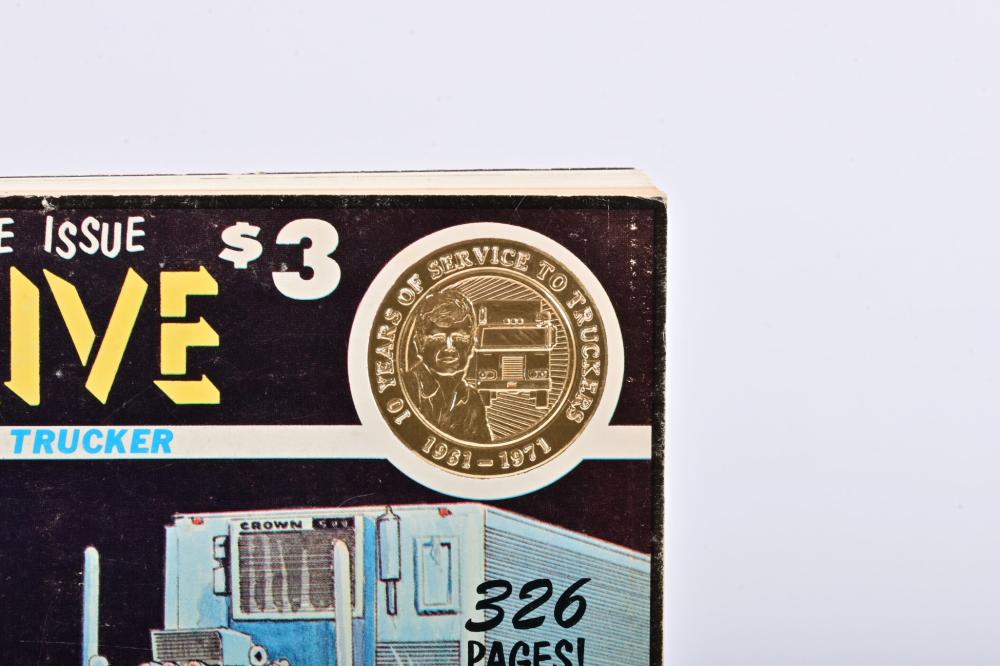 E ISSUE
$3
IVE
TRUCKER
10 YEARS OF SERVICE TO TRUCKERS
1961-1971
CROWN
326
PAGES!